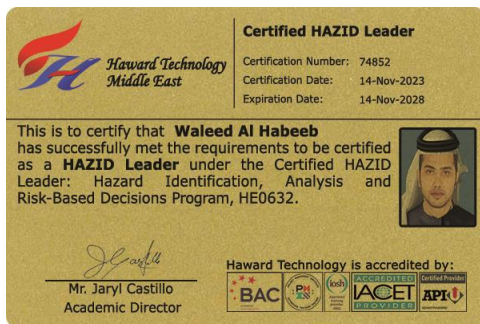 Haward Technology
Middle East
Certified HAZID Leader
Certification Number: 74852
Certification Date: 14-Nov-2023
Expiration Date: 14-Nov-2028
This is to certify that Waleed Al Habeeb
has successfully met the requirements to be certified
as a HAZID Leader under the Certified HAZID
Leader: Hazard Identification, Analysis and
Risk-Based Decisions Program, HE0632.
Mr. Jaryl Castillo
Academic Director
Haward Technology is accredited by:
BAC
iosh
ACCREDITED
IACET
PROVIDER
Certified Provider
API